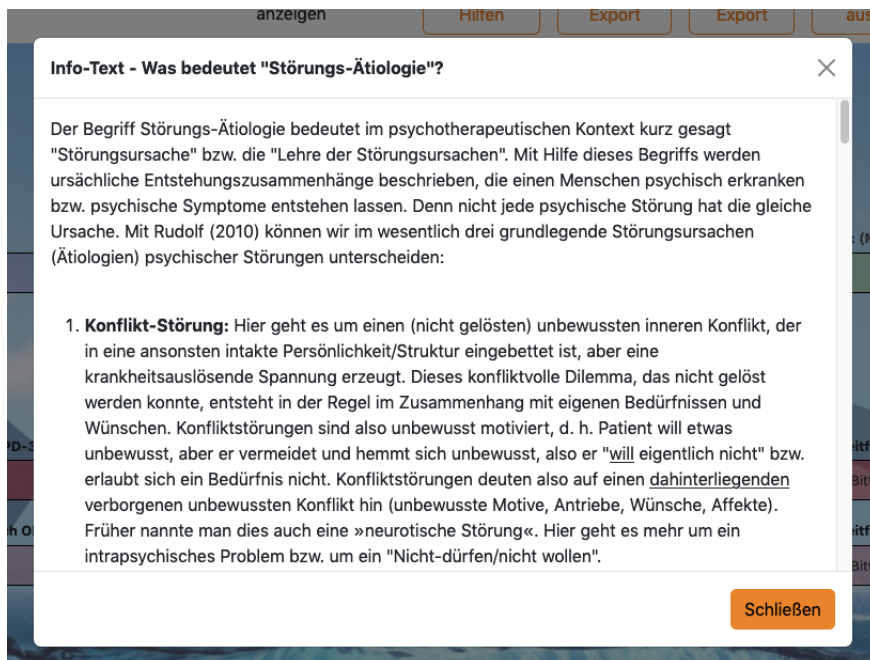 anzeigen
Hilfen
Export
Export
aus
Info-Text - Was bedeutet "Störungs-Ätiologie"?
Der Begriff Störungs-Ätiologie bedeutet im psychotherapeutischen Kontext kurz gesagt
"Störungsursache" bzw. die "Lehre der Störungsursachen". Mit Hilfe dieses Begriffs werden
ursächliche Entstehungszusammenhänge beschrieben, die einen Menschen psychisch erkranken
bzw. psychische Symptome entstehen lassen. Denn nicht jede psychische Störung hat die gleiche
Ursache. Mit Rudolf (2010) können wir im wesentlich drei grundlegende Störungsursachen
(Ätiologien) psychischer Störungen unterscheiden:
1. Konflikt-Störung: Hier geht es um einen (nicht gelösten) unbewussten inneren Konflikt, der
in eine ansonsten intakte Persönlichkeit/Struktur eingebettet ist, aber eine
krankheitsauslösende Spannung erzeugt. Dieses konfliktvolle Dilemma, das nicht gelöst
werden konnte, entsteht in der Regel im Zusammenhang mit eigenen Bedürfnissen und
Wünschen. Konfliktstörungen sind also unbewusst motiviert, d. h. Patient will etwas
unbewusst, aber er vermeidet und hemmt sich unbewusst, also er "will eigentlich nicht" bzw.
erlaubt sich ein Bedürfnis nicht. Konfliktstörungen deuten also auf einen dahinterliegenden
verborgenen unbewussten Konflikt hin (unbewusste Motive, Antriebe, Wünsche, Affekte).
Früher nannte man dies auch eine »neurotische Störung«. Hier geht es mehr um ein
intrapsychisches Problem bzw. um ein "Nicht-dürfen/nicht wollen".
Schließen